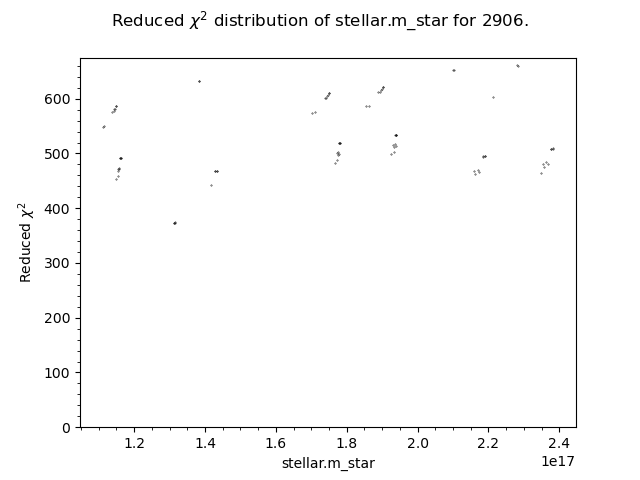 Reduced χ² distribution of stellar.m_star for 2906.
Reduced χ²
600
500
400
300
200
100
0
1.2 1.4 1.6 1.8 2.0 2.2 2.4
1e17
stellar.m_star